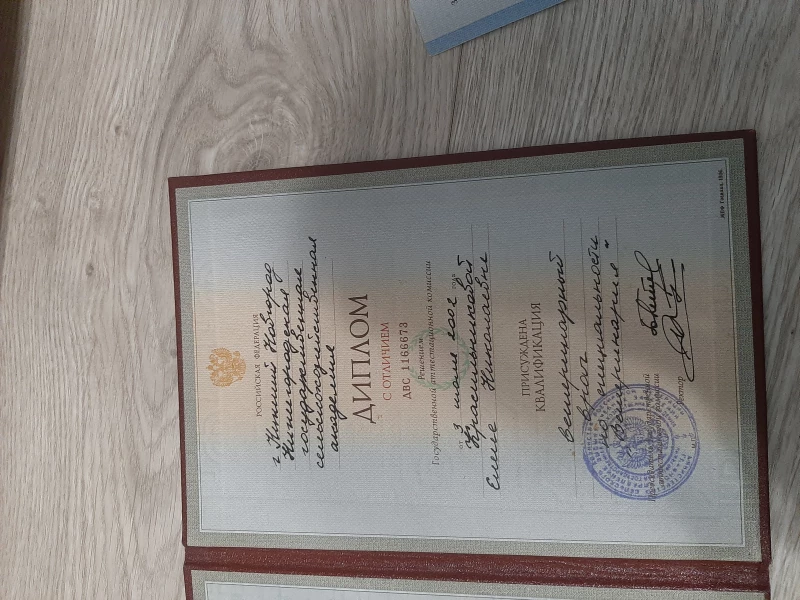 РОССИЙСКАЯ ФЕДЕРАЦИЯ
г Нижний Новгород
Нижегородская
государственная
сельскохозяйственная
академия
ДИПЛОМ
С ОТЛИЧИЕМ
ДВС 1166673
Решением
Государственной аттестационной комиссии
от 3 июля 2002 года
Красильниковой
Елене Николаевне
ПРИСУЖДЕНА
КВАЛИФИКАЦИЯ
ветеринарный
врач
по специальности
"Ветеринария"
Ректор